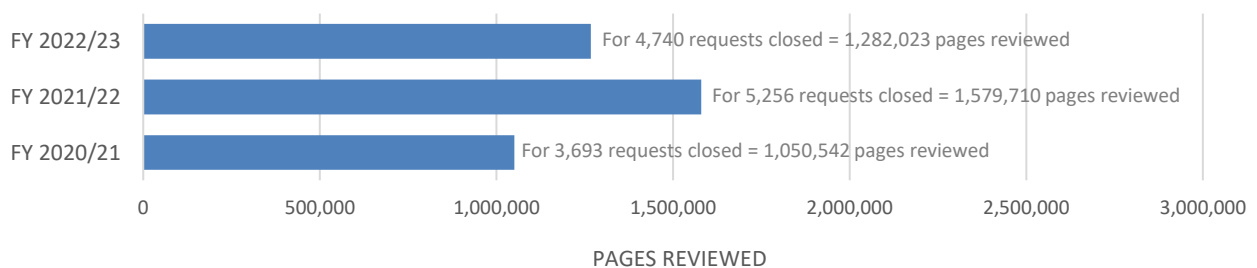 FY 2022/23
For 4,740 requests closed = 1,282,023 pages reviewed
FY 2021/22
For 5,256 requests closed = 1,579,710 pages reviewed
FY 2020/21
For 3,693 requests closed = 1,050,542 pages reviewed
0 500,000 1,000,000 1,500,000 2,000,000 2,500,000 3,000,000
PAGES REVIEWED